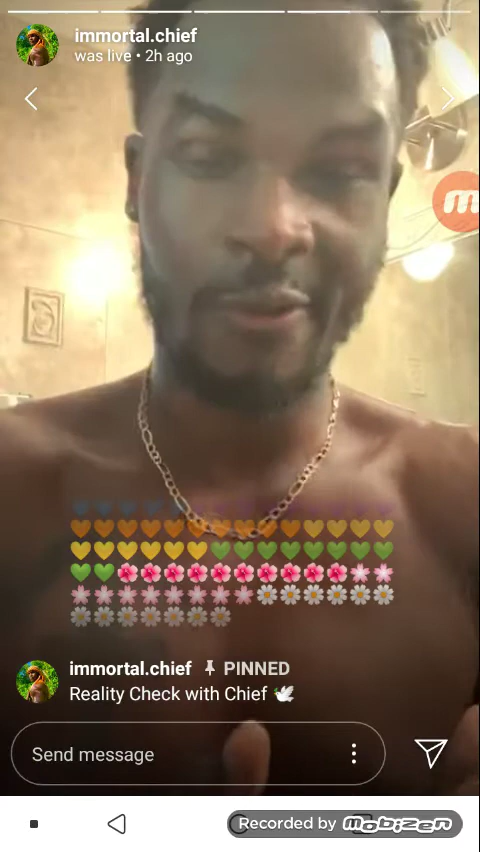 immortal.chief
was live • 2h ago
immortal.chief PINNED
Reality Check with Chief 🕊
Send message
Recorded by mobizen